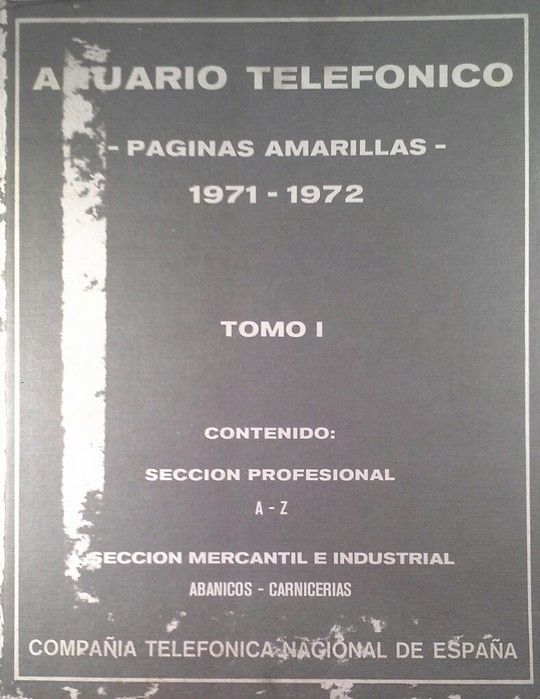 ANUARIO TELEFONICO
- PAGINAS AMARILLAS -
1971 - 1972
TOMO I
CONTENIDO:
SECCION PROFESIONAL
A - Z
SECCION MERCANTIL E INDUSTRIAL
ABANICOS - CARNICERIAS
COMPAÑIA TELEFONICA NACIONAL DE ESPAÑA